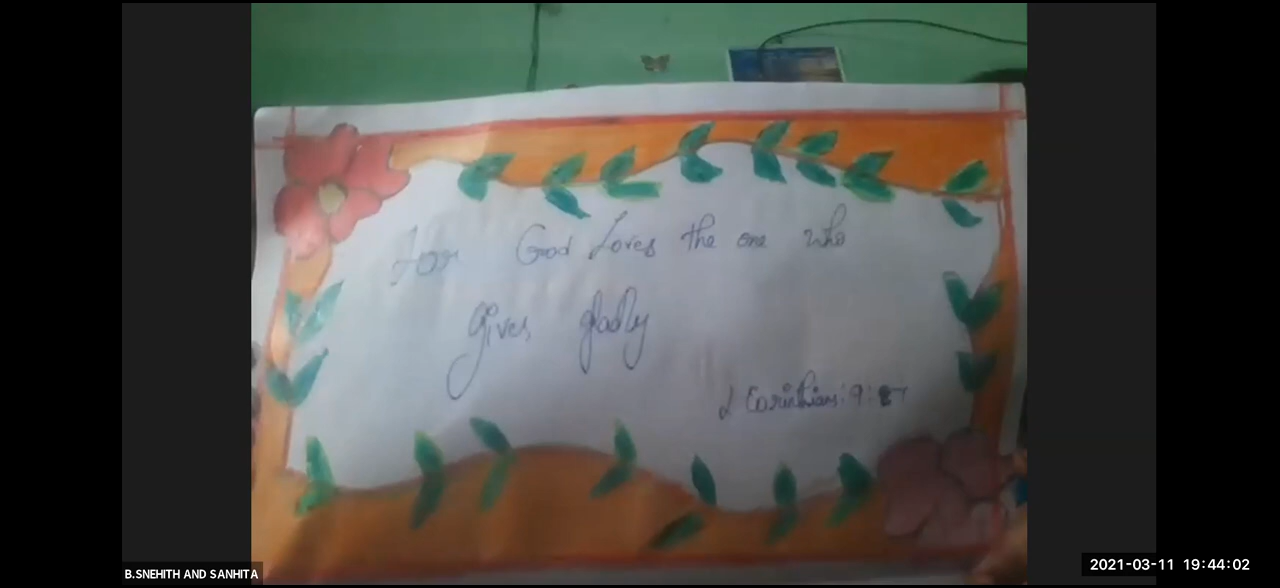 For God Loves the one who
Gives gladly
2 Corinthians: 9: 7
B.SNEHITH AND SANHITA
2021-03-11 19:44:02